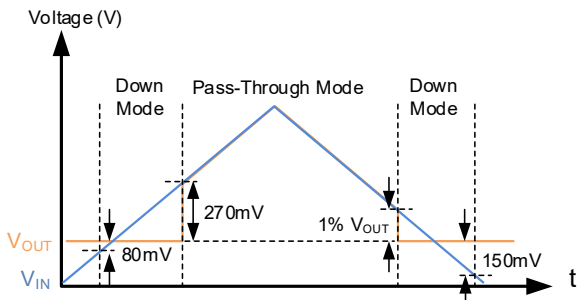 Voltage (V)
Down
Mode
Pass-Through Mode
Down
Mode
270mV
1% VOUT
VOUT
80mV
150mV
VIN
t